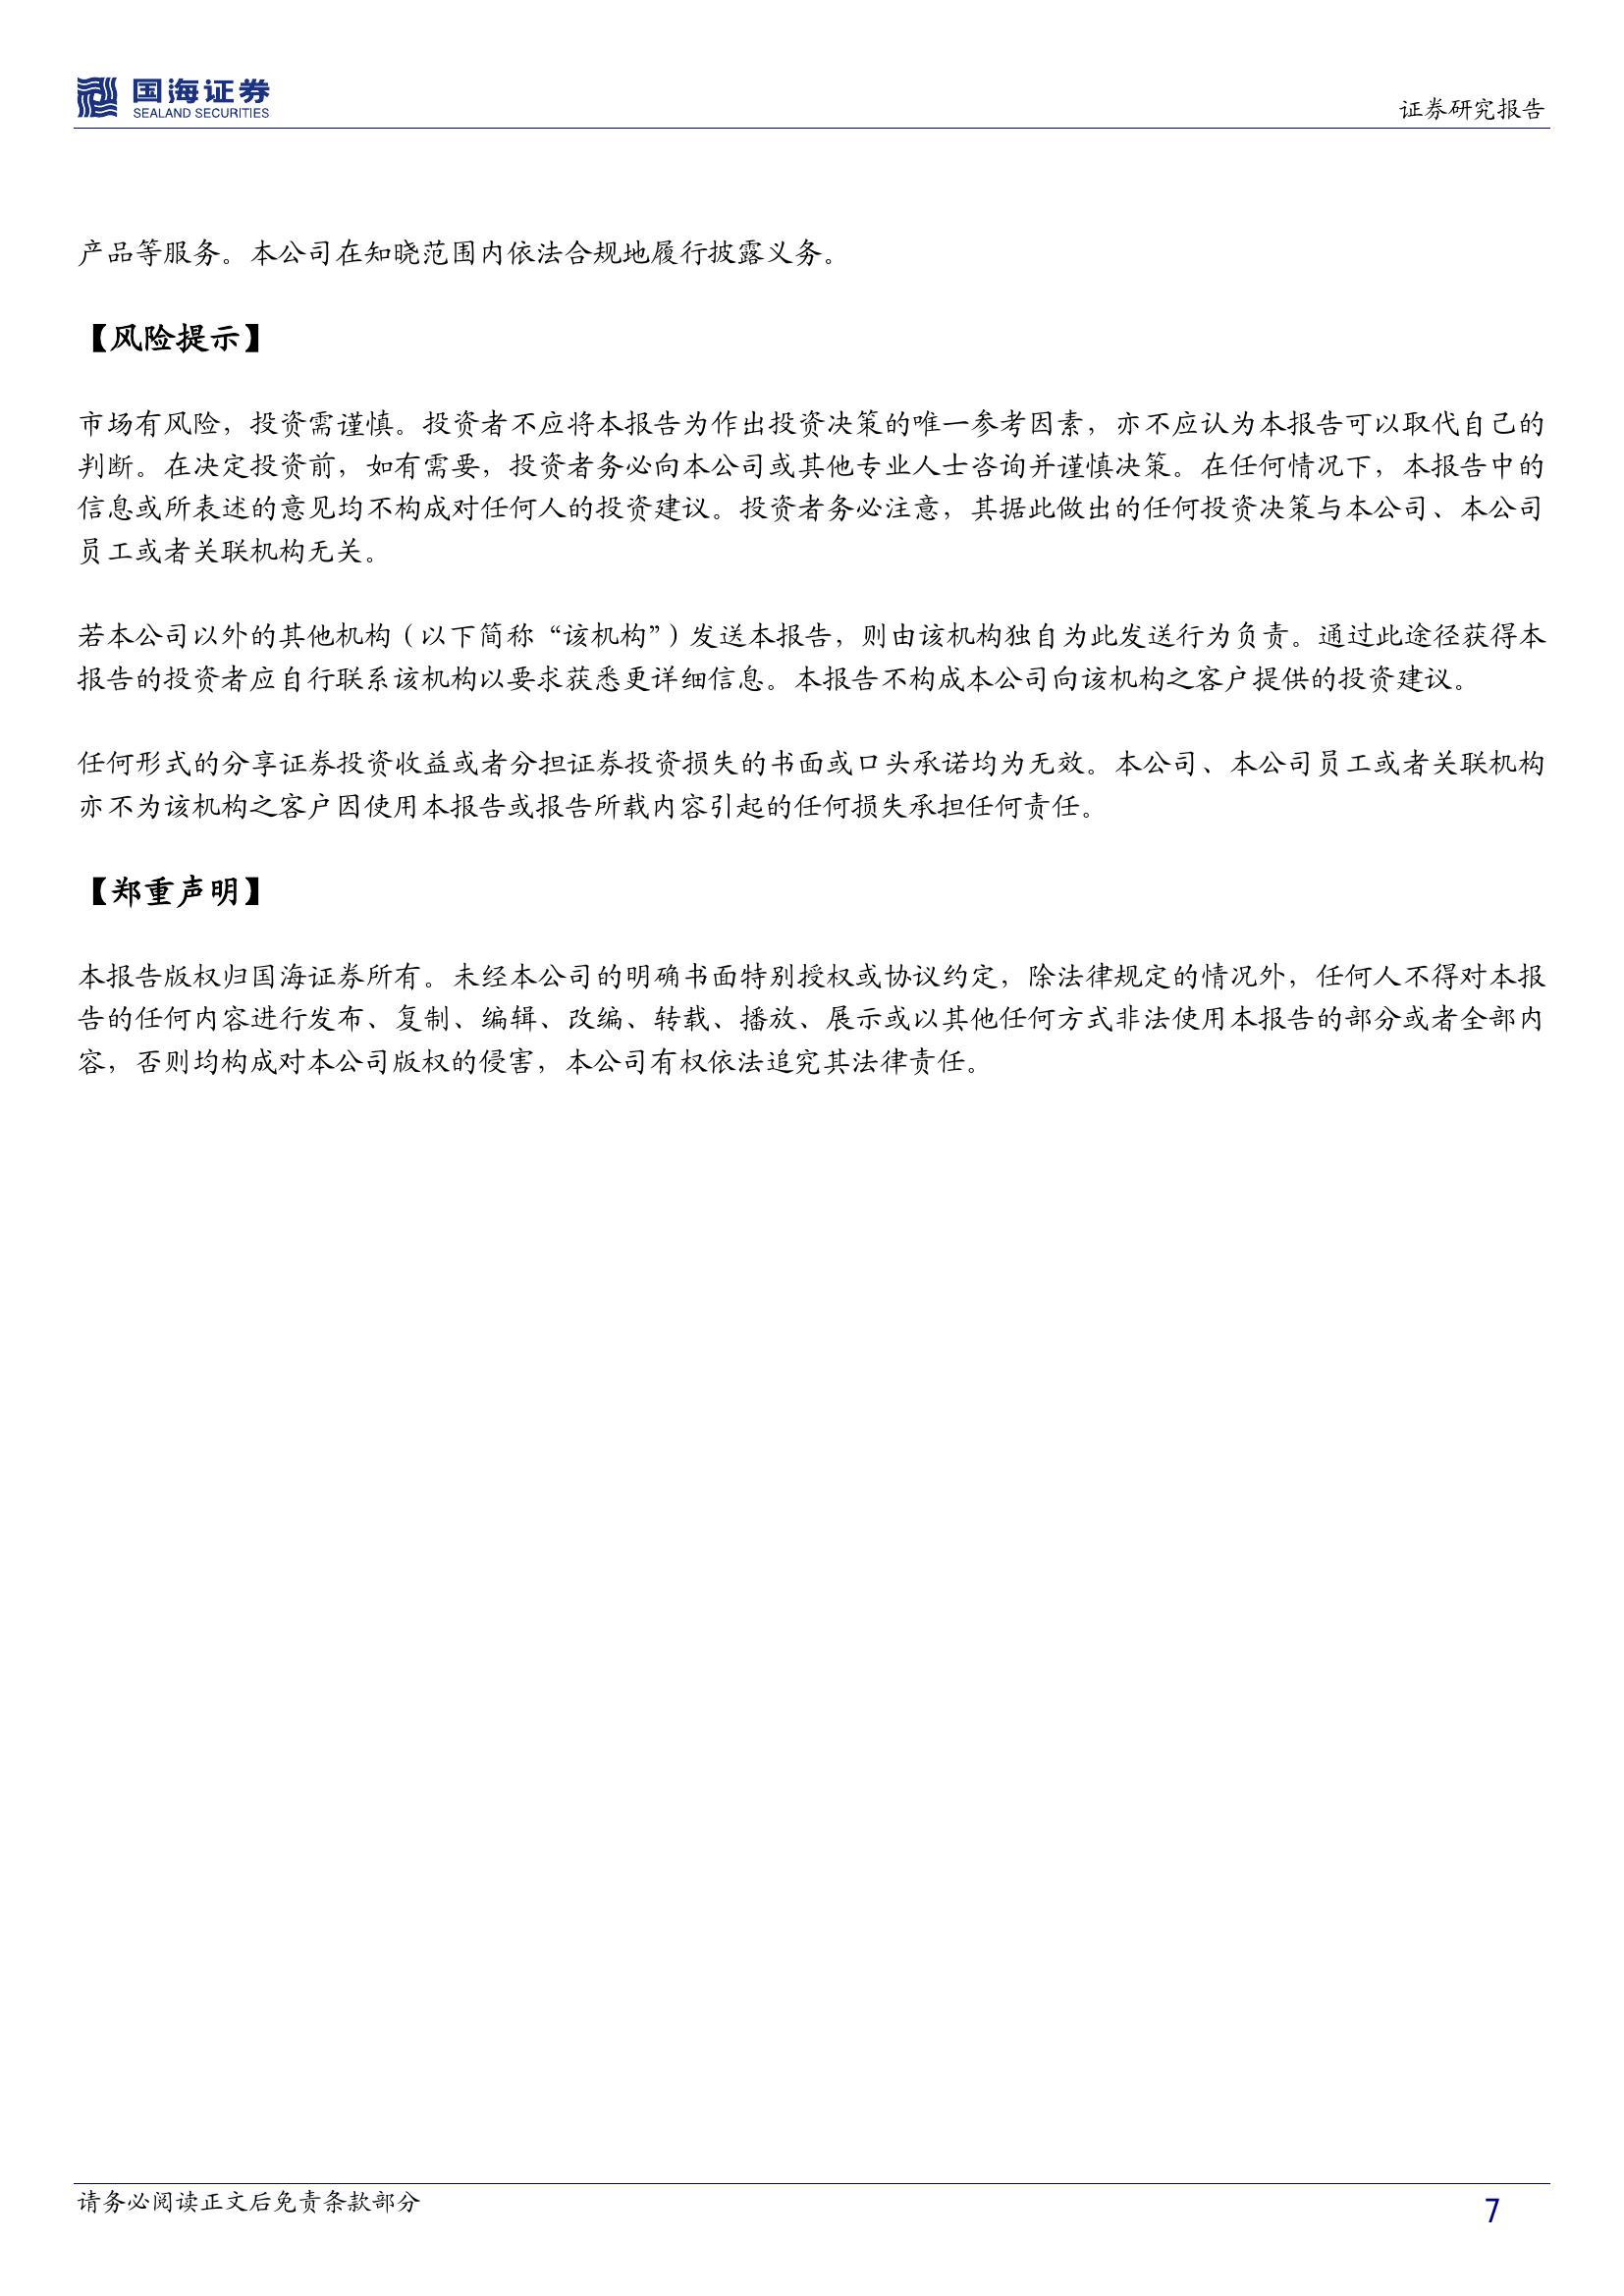 国海证券
SEALAND SECURITIES
证券研究报告
产品等服务。本公司在知晓范围内依法合规地履行披露义务。
【风险提示】
市场有风险，投资需谨慎。投资者不应将本报告为作出投资决策的唯一参考因素，亦不应认为本报告可以取代自己的
判断。在决定投资前，如有需要，投资者务必向本公司或其他专业人士咨询并谨慎决策。在任何情况下，本报告中的
信息或所表述的意见均不构成对任何人的投资建议。投资者务必注意，其据此做出的任何投资决策与本公司、本公司
员工或者关联机构无关。
若本公司以外的其他机构（以下简称“该机构”）发送本报告，则由该机构独自为此发送行为负责。通过此途径获得本
报告的投资者应自行联系该机构以要求获悉更详细信息。本报告不构成本公司向该机构之客户提供的投资建议。
任何形式的分享证券投资收益或者分担证券投资损失的书面或口头承诺均为无效。本公司、本公司员工或者关联机构
亦不为该机构之客户因使用本报告或报告所载内容引起的任何损失承担任何责任。
【郑重声明】
本报告版权归国海证券所有。未经本公司的明确书面特别授权或协议约定，除法律规定的情况外，任何人不得对本报
告的任何内容进行发布、复制、编辑、改编、转载、播放、展示或以其他任何方式非法使用本报告的部分或者全部内
容，否则均构成对本公司版权的侵害，本公司有权依法追究其法律责任。
请务必阅读正文后免责条款部分
7